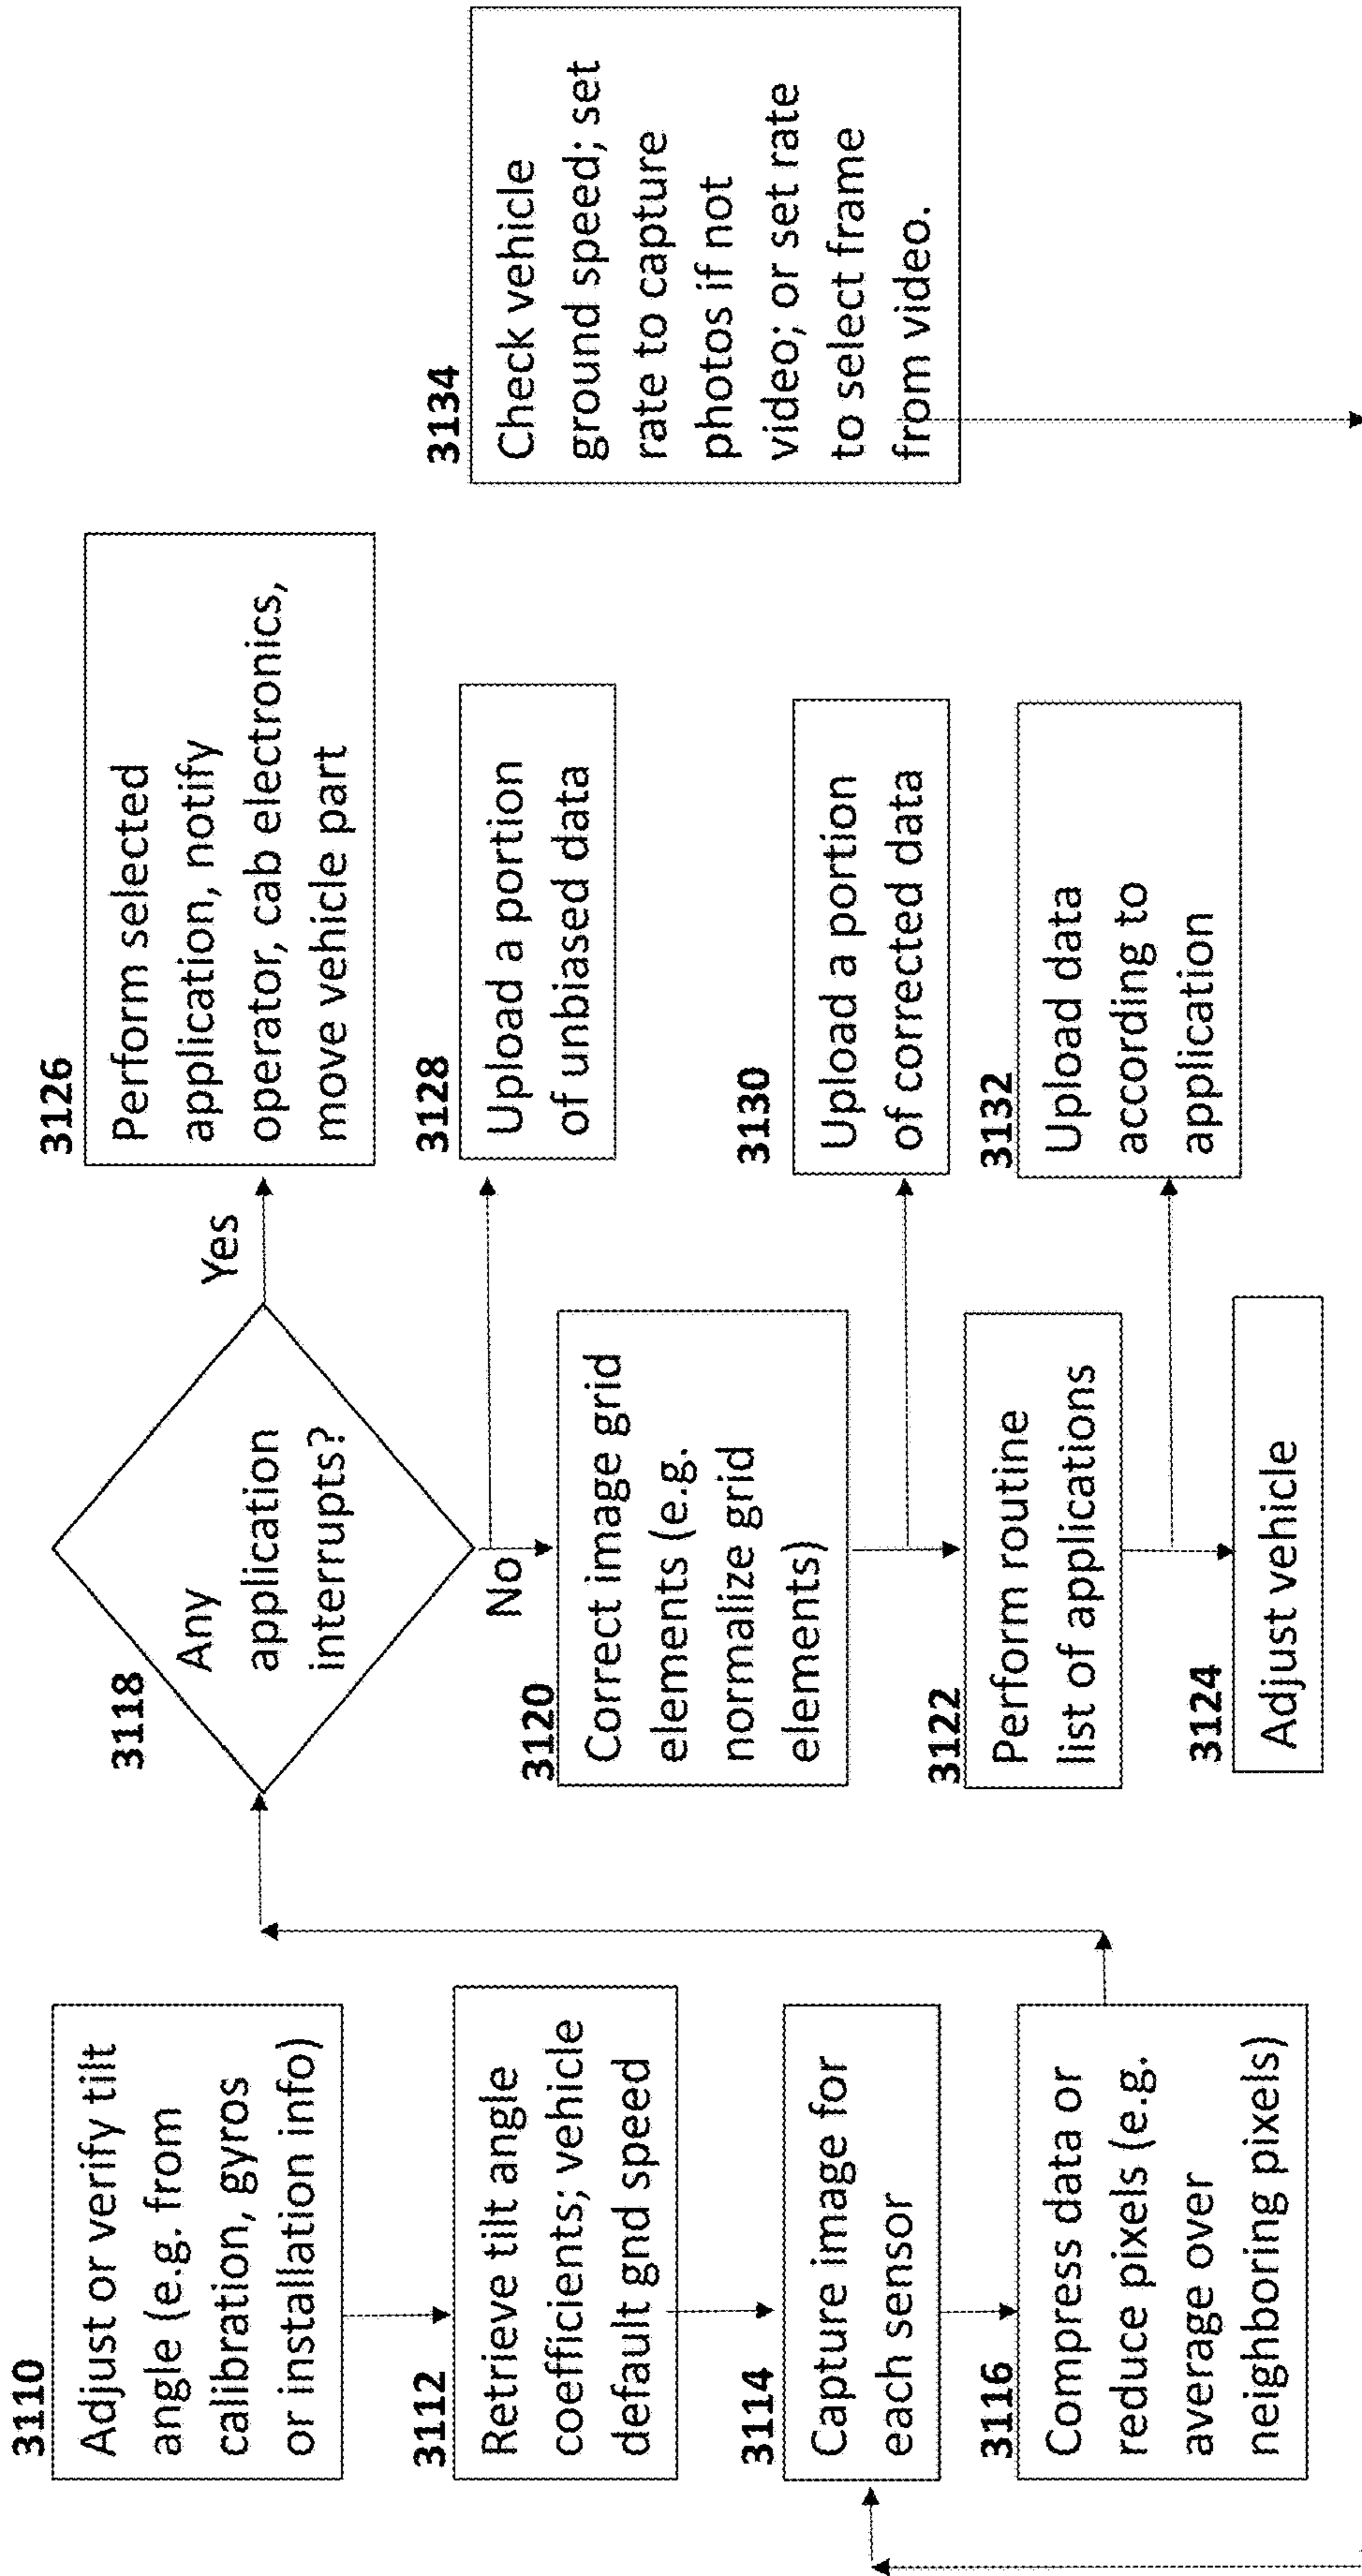 3110
Adjust or verify tilt
angle (e.g. from
calibration, gyros
or installation info)
3112
Retrieve tilt angle
coefficients; vehicle
default gnd speed
3114
Capture image for
each sensor
3116
Compress data or
reduce pixels (e.g.
average over
neighboring pixels)
3118
Any
application
interrupts?
Yes
No
3120
Correct image grid
elements (e.g.
normalize grid
elements)
3122
Perform routine
list of applications
3124
Adjust vehicle
3126
Perform selected
application, notify
operator, cab electronics,
move vehicle part
3128
Upload a portion
of unbiased data
3130
Upload a portion
of corrected data
3132
Upload data
according to
application
3134
Check vehicle
ground speed; set
rate to capture
photos if not
video; or set rate
to select frame
from video.